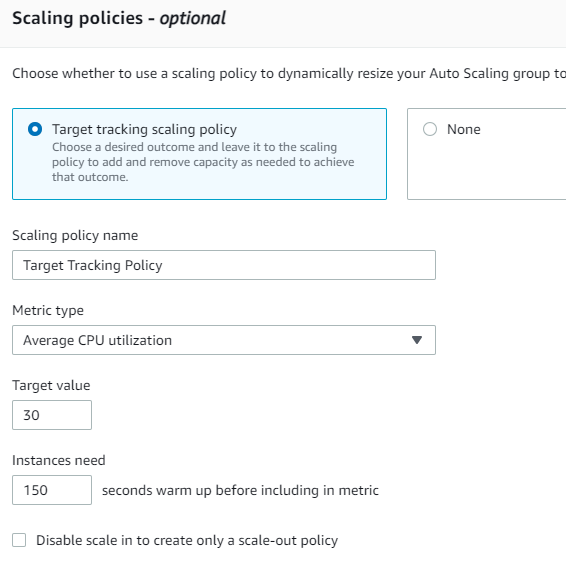 Scaling policies - optional
Choose whether to use a scaling policy to dynamically resize your Auto Scaling group to
Target tracking scaling policy
Choose a desired outcome and leave it to the scaling
policy to add and remove capacity as needed to achieve
that outcome.
None
Scaling policy name
Target Tracking Policy
Metric type
Average CPU utilization
Target value
30
Instances need
150 seconds warm up before including in metric
Disable scale in to create only a scale-out policy